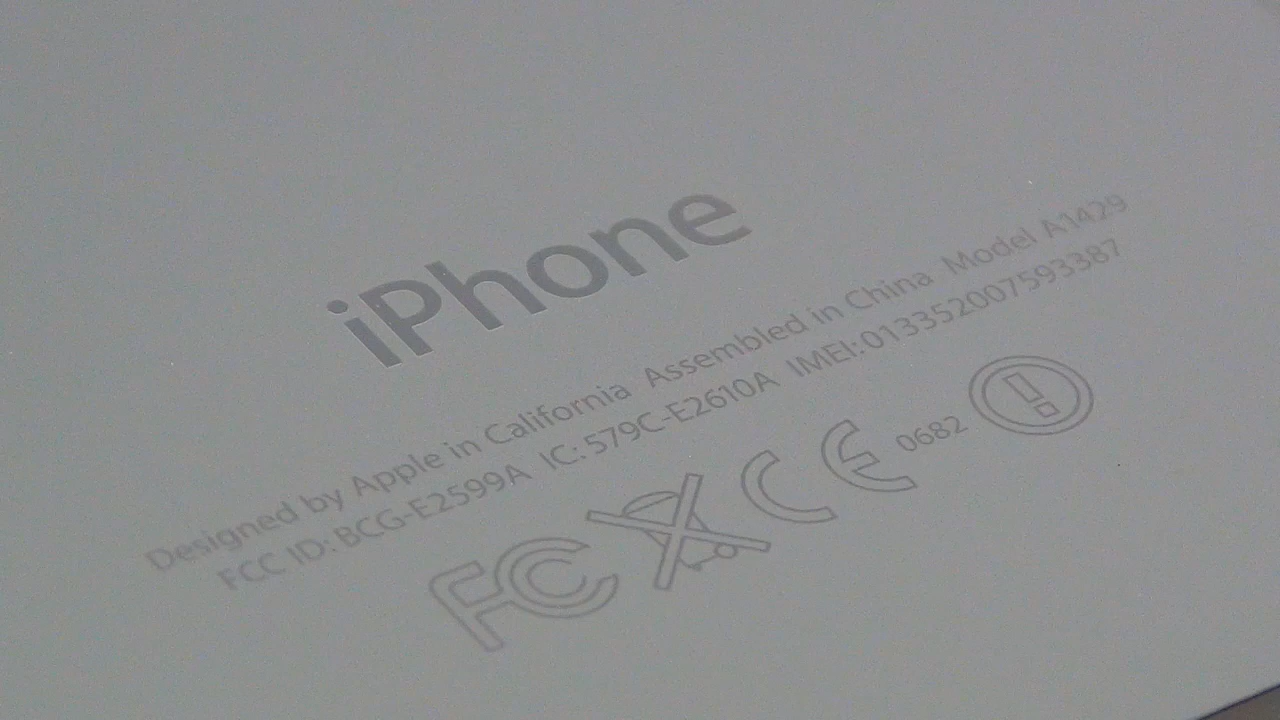 iPhone
Designed by Apple in California Assembled in China Model A1429
FCC ID: BCG-E2599A IC: 579C-E2610A IMEI: 013352007593387
FC CE 0682